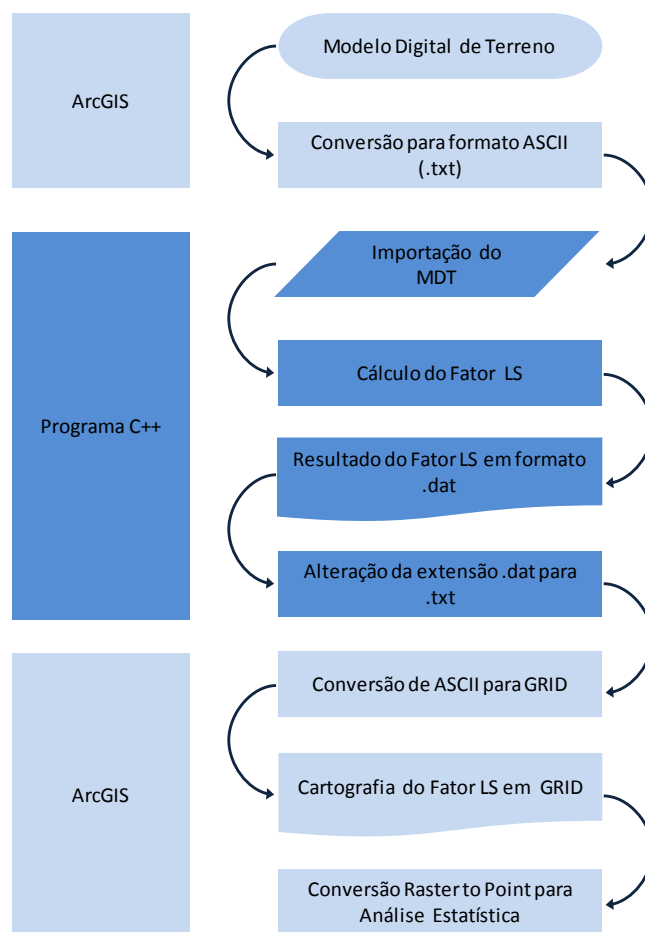 ArcGIS
Modelo Digital de Terreno
Conversão para formato ASCII
(.txt)
Programa C++
Importação do
MDT
Cálculo do Fator LS
Resultado do Fator LS em formato
.dat
Alteração da extensão .dat para
.txt
ArcGIS
Conversão de ASCII para GRID
Cartografia do Fator LS em GRID
Conversão Raster to Point para
Análise Estatística